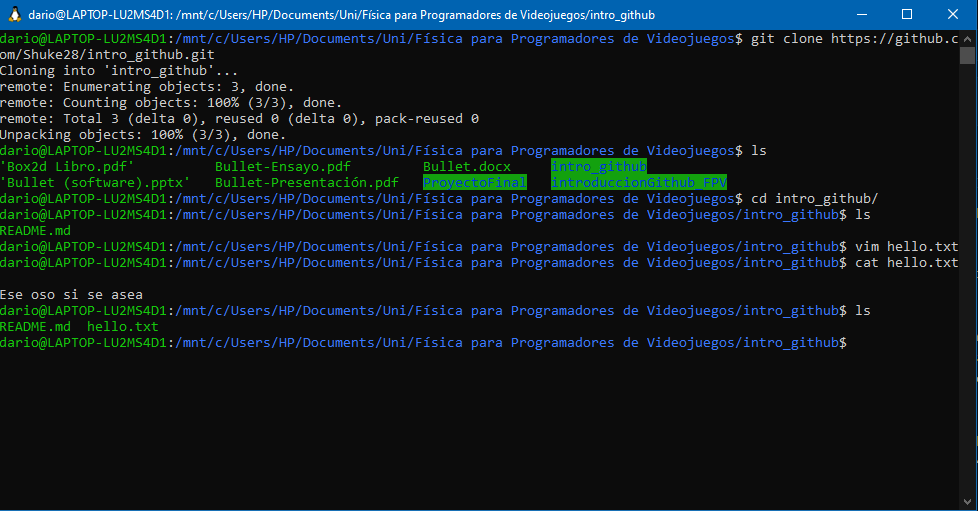 dario@LAPTOP-LU2MS4D1: /mnt/c/Users/HP/Documents/Uni/Física para Programadores de Videojuegos/intro_github
dario@LAPTOP-LU2MS4D1:/mnt/c/Users/HP/Documents/Uni/Física para Programadores de Videojuegos$ git clone https://github.c
om/Shuke28/intro_github.git
Cloning into 'intro_github'...
remote: Enumerating objects: 3, done.
remote: Counting objects: 100% (3/3), done.
remote: Total 3 (delta 0), reused 0 (delta 0), pack-reused 0
Unpacking objects: 100% (3/3), done.
dario@LAPTOP-LU2MS4D1:/mnt/c/Users/HP/Documents/Uni/Física para Programadores de Videojuegos$ ls
'Box2d Libro.pdf' Bullet-Ensayo.pdf Bullet.docx intro_github
'Bullet (software).pptx' Bullet-Presentación.pdf ProyectoFinal introduccionGithub_FPV
dario@LAPTOP-LU2MS4D1:/mnt/c/Users/HP/Documents/Uni/Física para Programadores de Videojuegos$ cd intro_github/
dario@LAPTOP-LU2MS4D1:/mnt/c/Users/HP/Documents/Uni/Física para Programadores de Videojuegos/intro_github$ ls
README.md
dario@LAPTOP-LU2MS4D1:/mnt/c/Users/HP/Documents/Uni/Física para Programadores de Videojuegos/intro_github$ vim hello.txt
dario@LAPTOP-LU2MS4D1:/mnt/c/Users/HP/Documents/Uni/Física para Programadores de Videojuegos/intro_github$ cat hello.txt
Ese oso si se asea
dario@LAPTOP-LU2MS4D1:/mnt/c/Users/HP/Documents/Uni/Física para Programadores de Videojuegos/intro_github$ ls
README.md hello.txt
dario@LAPTOP-LU2MS4D1:/mnt/c/Users/HP/Documents/Uni/Física para Programadores de Videojuegos/intro_github$